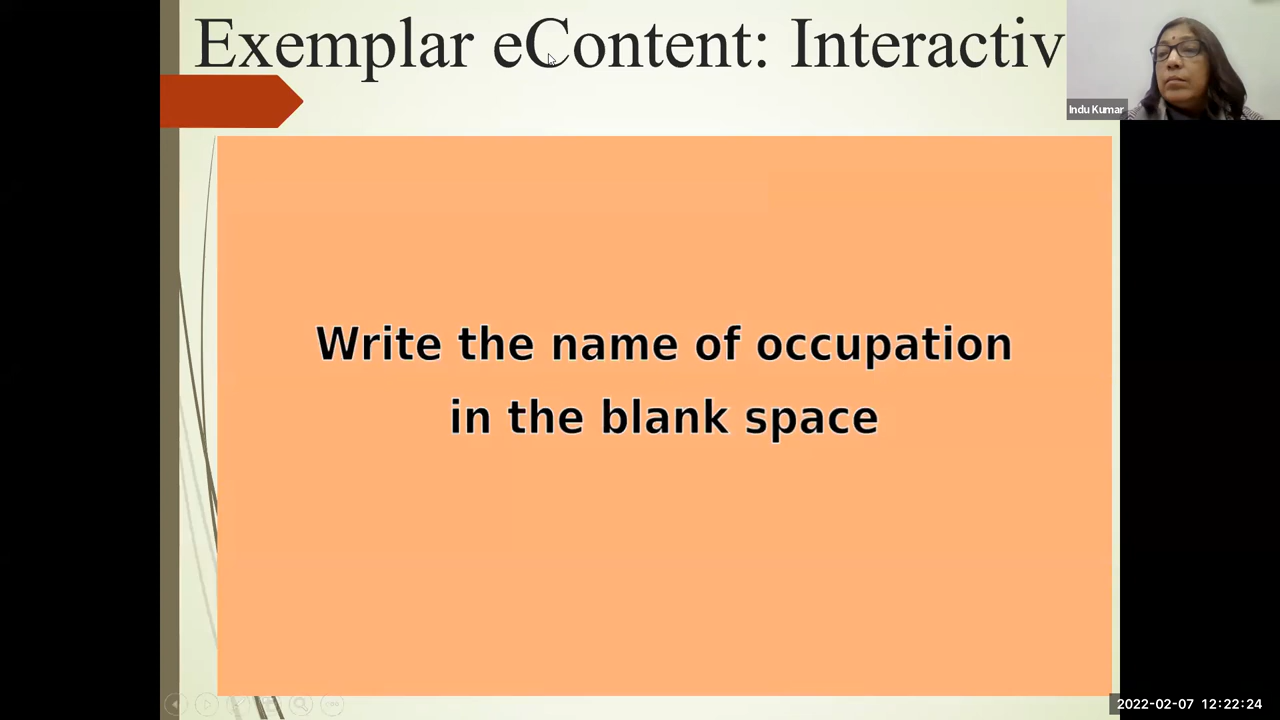 Exemplar eContent: Interactiv
Indu Kumar
Write the name of occupation
in the blank space
2022-02-07 12:22:24